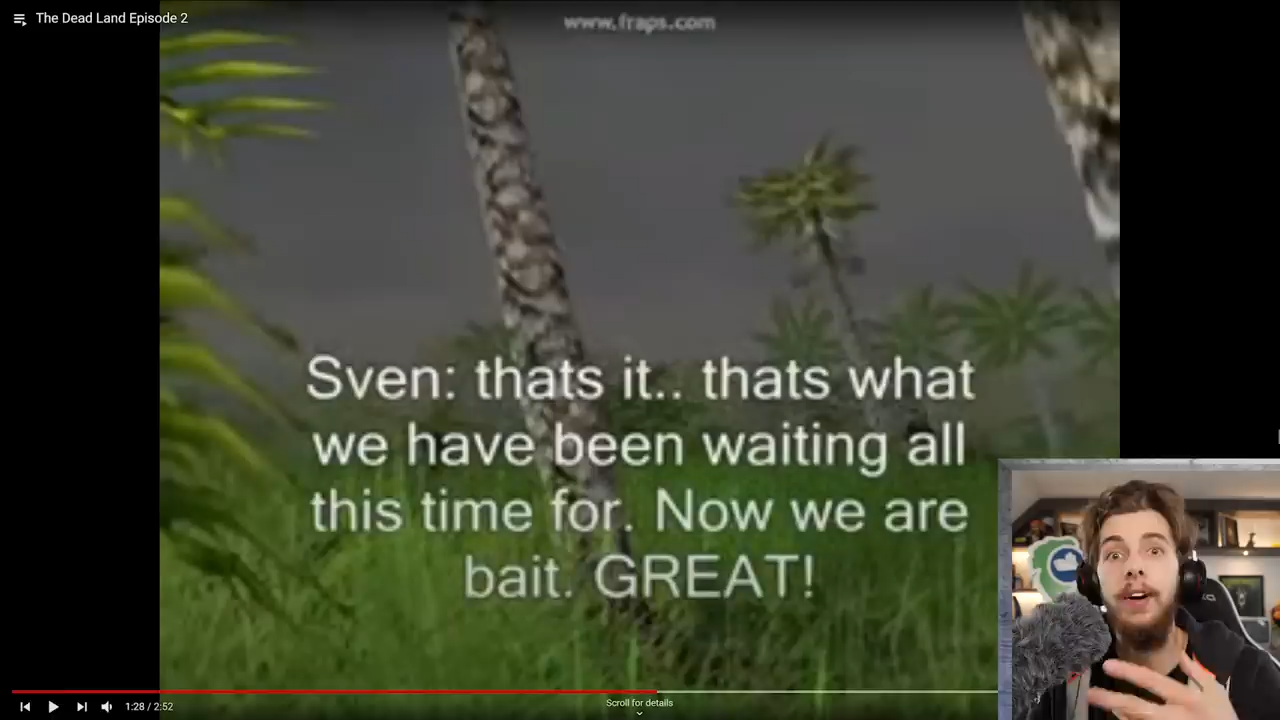 The Dead Land Episode 2
www.fraps.com
Sven: thats it.. thats what
we have been waiting all
this time for. Now we are
bait. GREAT!
1:28 / 2:52
Scroll for details